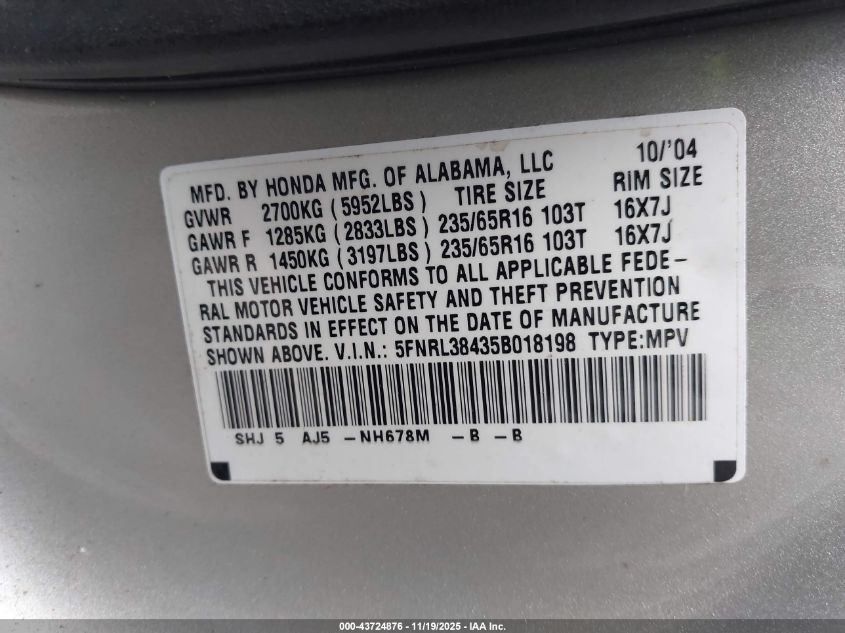 MFD. BY HONDA MFG. OF ALABAMA, LLC 10/'04
GVWR 2700KG ( 5952LBS ) TIRE SIZE RIM SIZE
GAWR F 1285KG ( 2833LBS ) 235/65R16 103T 16X7J
GAWR R 1450KG ( 3197LBS ) 235/65R16 103T 16X7J
THIS VEHICLE CONFORMS TO ALL APPLICABLE FEDE-
RAL MOTOR VEHICLE SAFETY AND THEFT PREVENTION
STANDARDS IN EFFECT ON THE DATE OF MANUFACTURE
SHOWN ABOVE. V.I.N.: 5FNRL38435B018198 TYPE:MPV
SHJ 5 AJ5 -NH678M -B -B
000-43724876 - 11/19/2025 - IAA Inc.